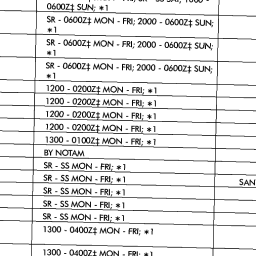 0600Z‡ SUN; *1
SR - 0600Z‡ MON - FRI; 2000 - 0600Z‡ SUN;
*1
SR - 0600Z‡ MON - FRI; 2000 - 0600Z‡ SUN;
*1
SR - 0600Z‡ MON - FRI; 2000 - 0600Z‡ SUN;
*1
1200 - 0200Z‡ MON - FRI; *1
1200 - 0200Z‡ MON - FRI; *1
1200 - 0200Z‡ MON - FRI; *1
1200 - 0200Z‡ MON - FRI; *1
1300 - 0100Z‡ MON - FRI; *1
BY NOTAM
SR - SS MON - FRI; *1
SR - SS MON - FRI; *1
SAN
SR - SS MON - FRI; *1
SR - SS MON - FRI; *1
SR - SS MON - FRI; *1
1300 - 0400Z‡ MON - FRI; *1
1300 - 0400Z‡ MON - FRI; *1